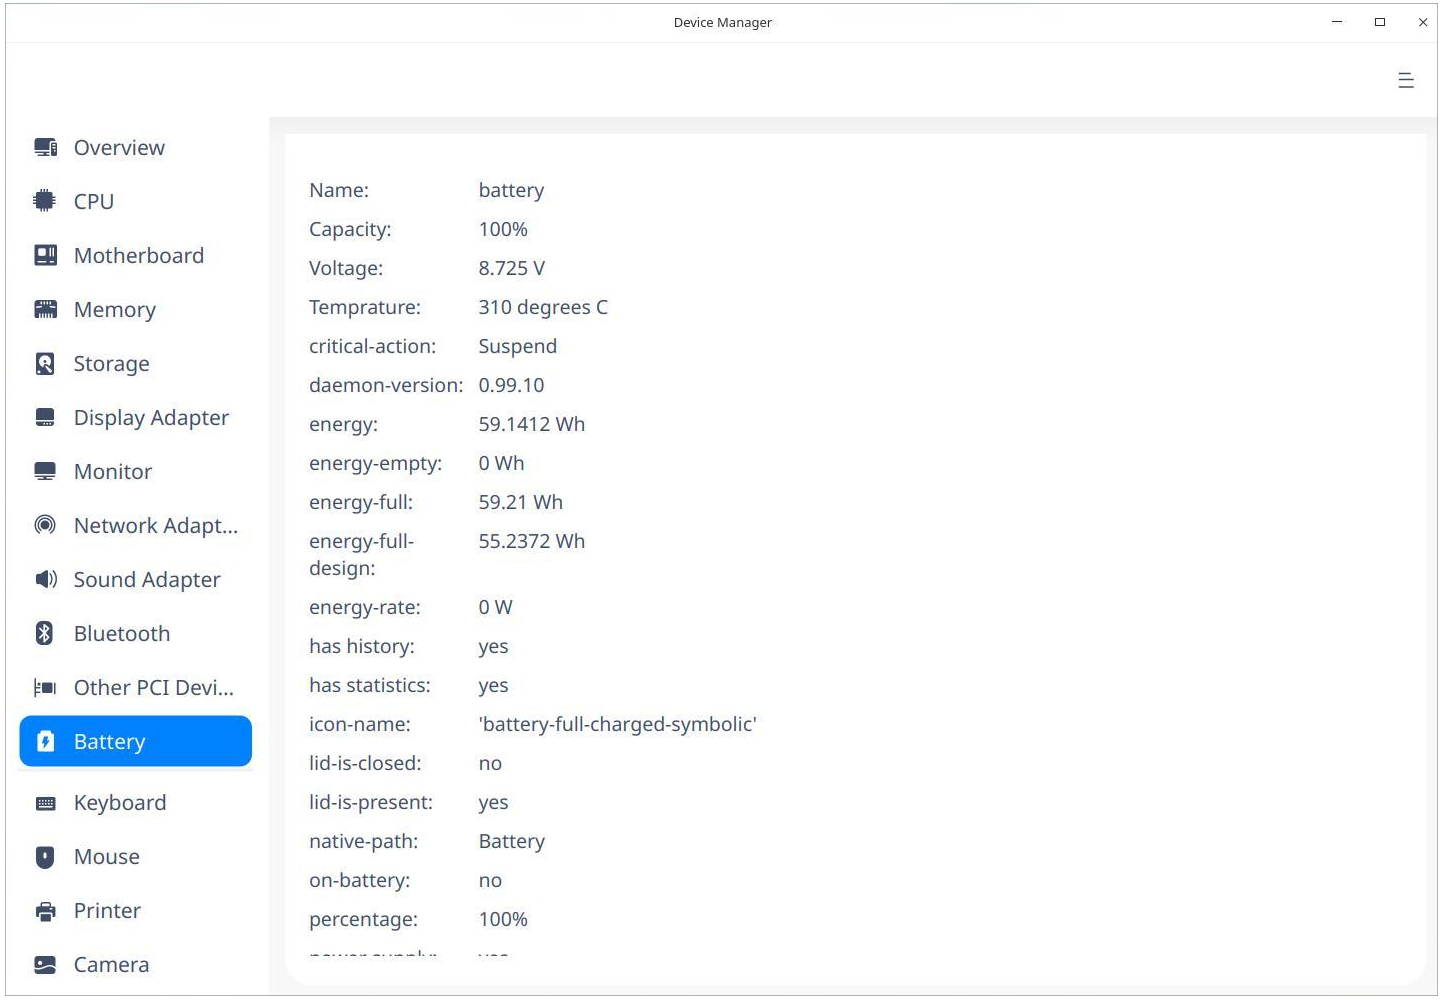 Device Manager
Overview
CPU
Motherboard
Memory
Storage
Display Adapter
Monitor
Network Adapt...
Sound Adapter
Bluetooth
Other PCI Devi...
Battery
Keyboard
Mouse
Printer
Camera
Name: battery
Capacity: 100%
Voltage: 8.725 V
Temprature: 310 degrees C
critical-action: Suspend
daemon-version: 0.99.10
energy: 59.1412 Wh
energy-empty: 0 Wh
energy-full: 59.21 Wh
energy-full- 55.2372 Wh
design:
energy-rate: 0 W
has history: yes
has statistics: yes
icon-name: 'battery-full-charged-symbolic'
lid-is-closed: no
lid-is-present: yes
native-path: Battery
on-battery: no
percentage: 100%
power supply: yes